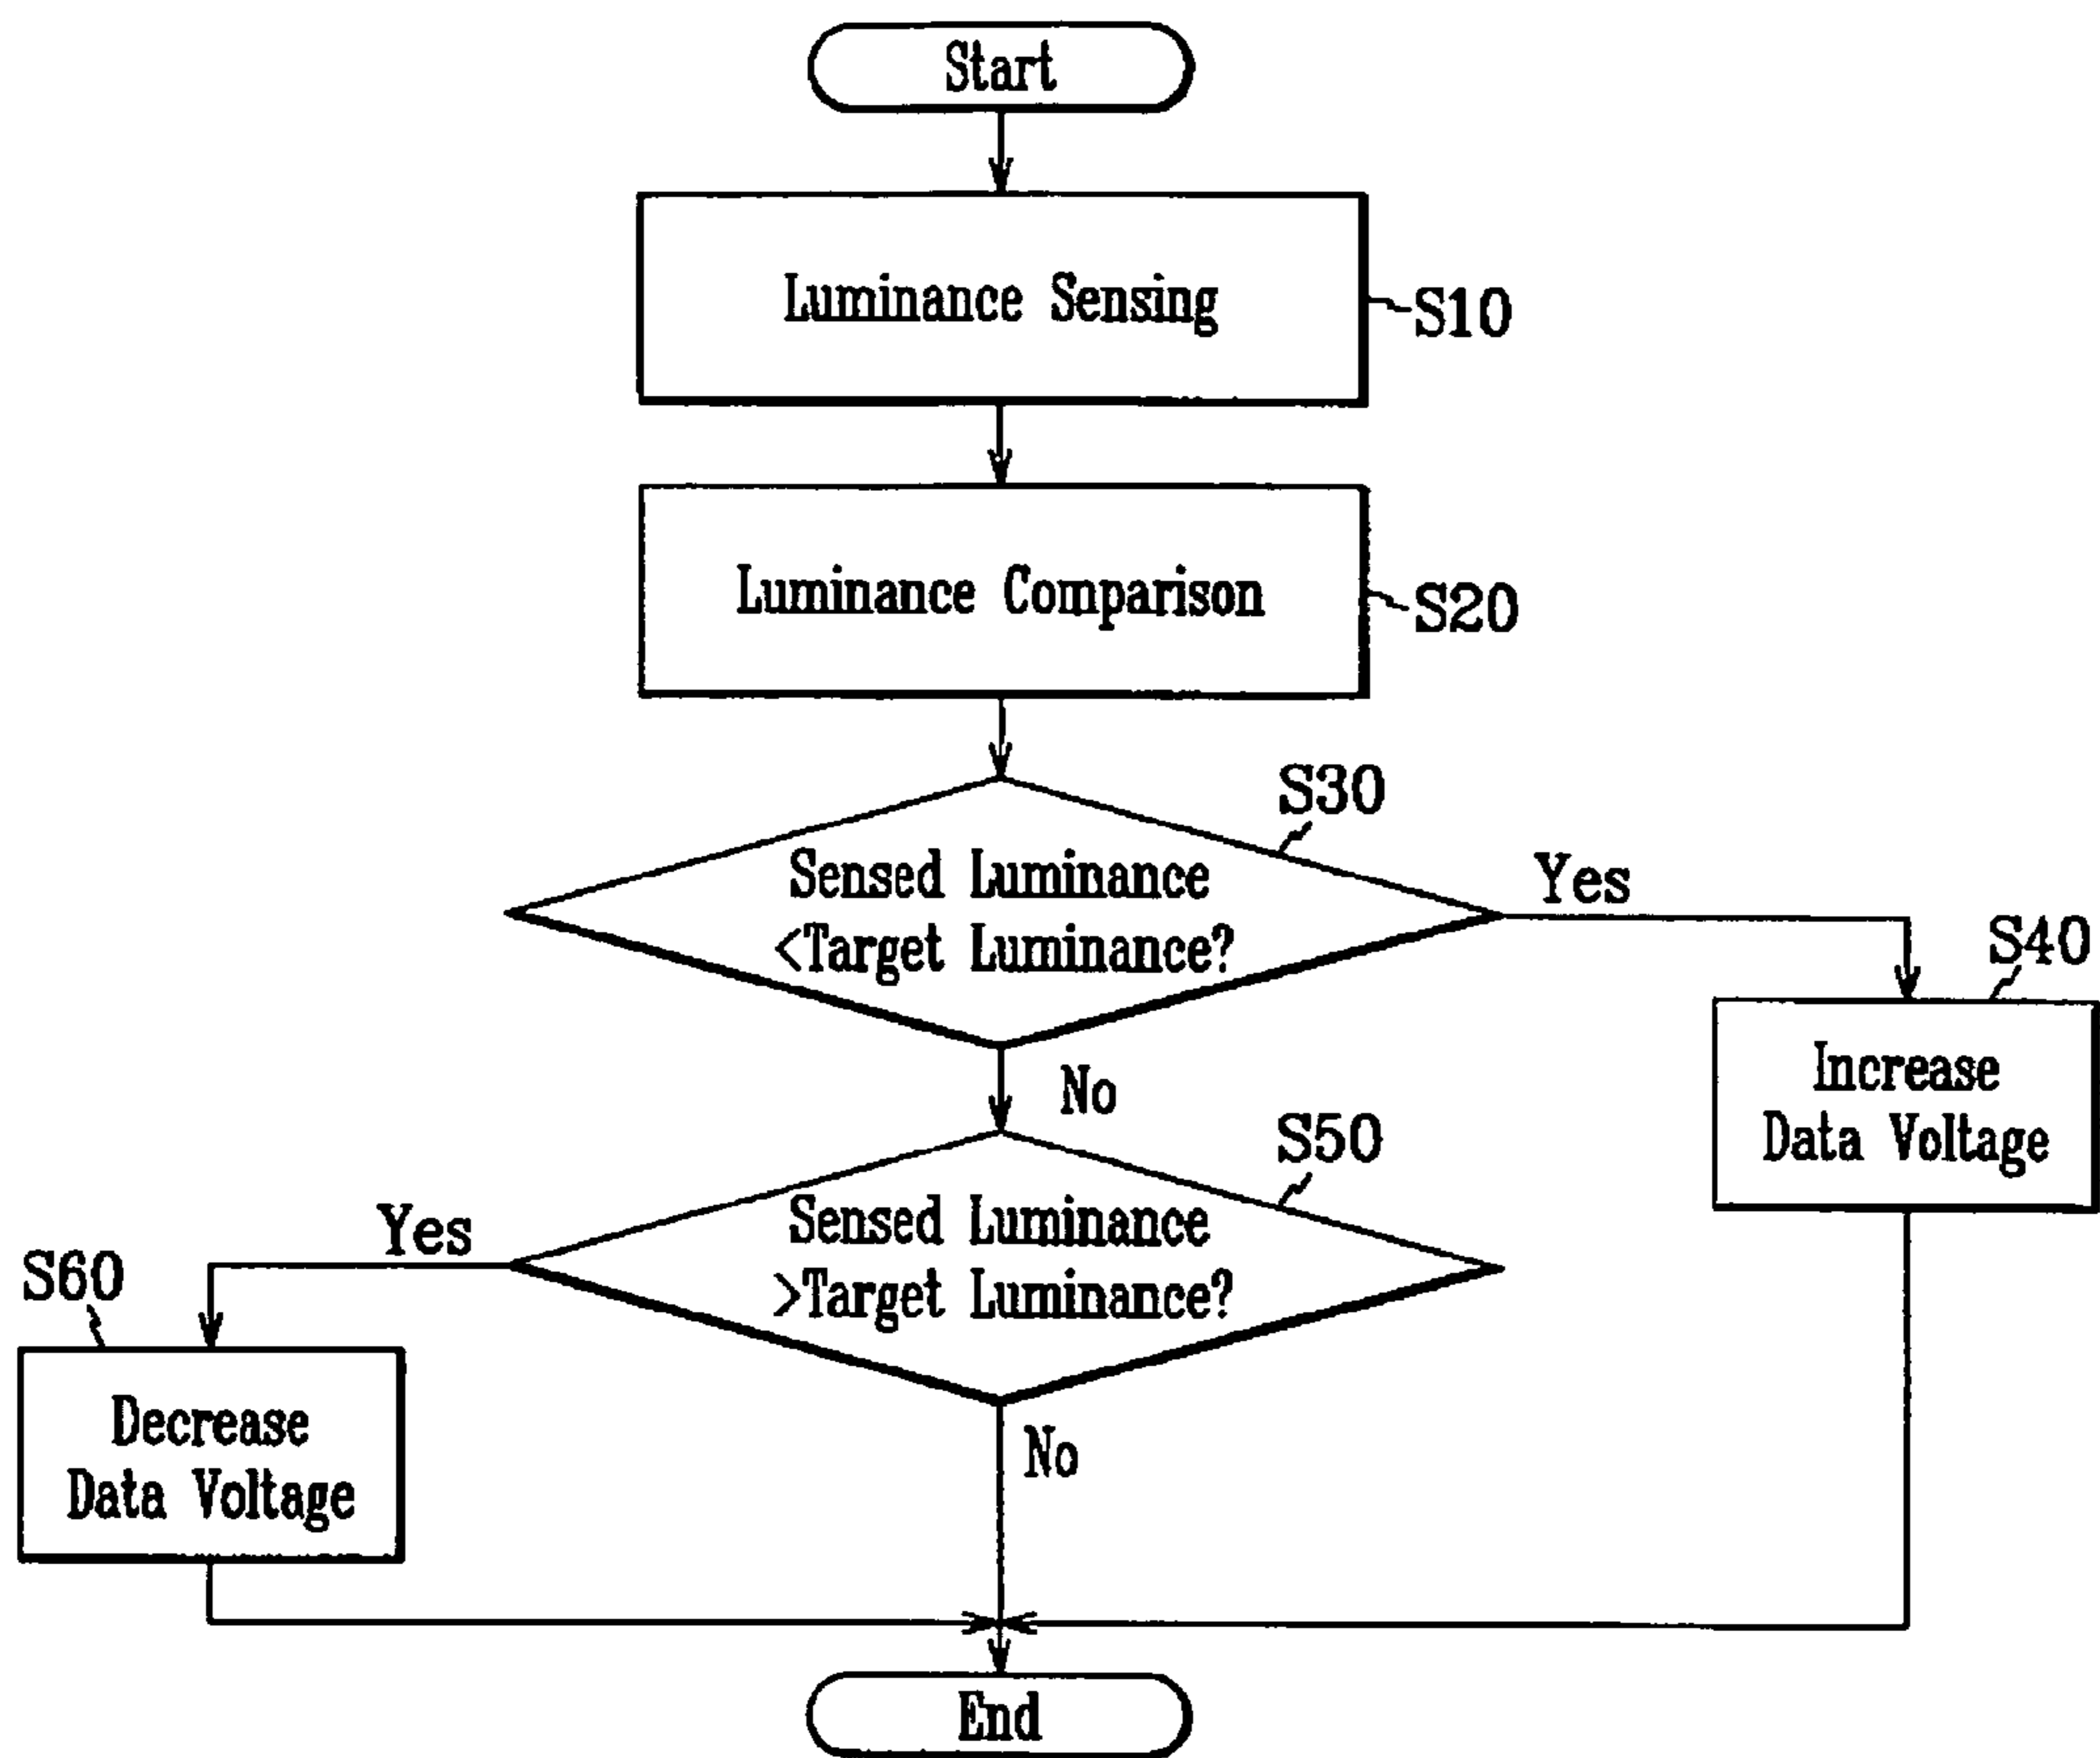 Start
Luminance Sensing
S10
Luminance Comparison
S20
S30
Sensed Luminance
<Target Luminance?
Yes
S40
Increase
Data Voltage
No
S50
Sensed Luminance
>Target Luminance?
Yes
S60
Decrease
Data Voltage
No
End